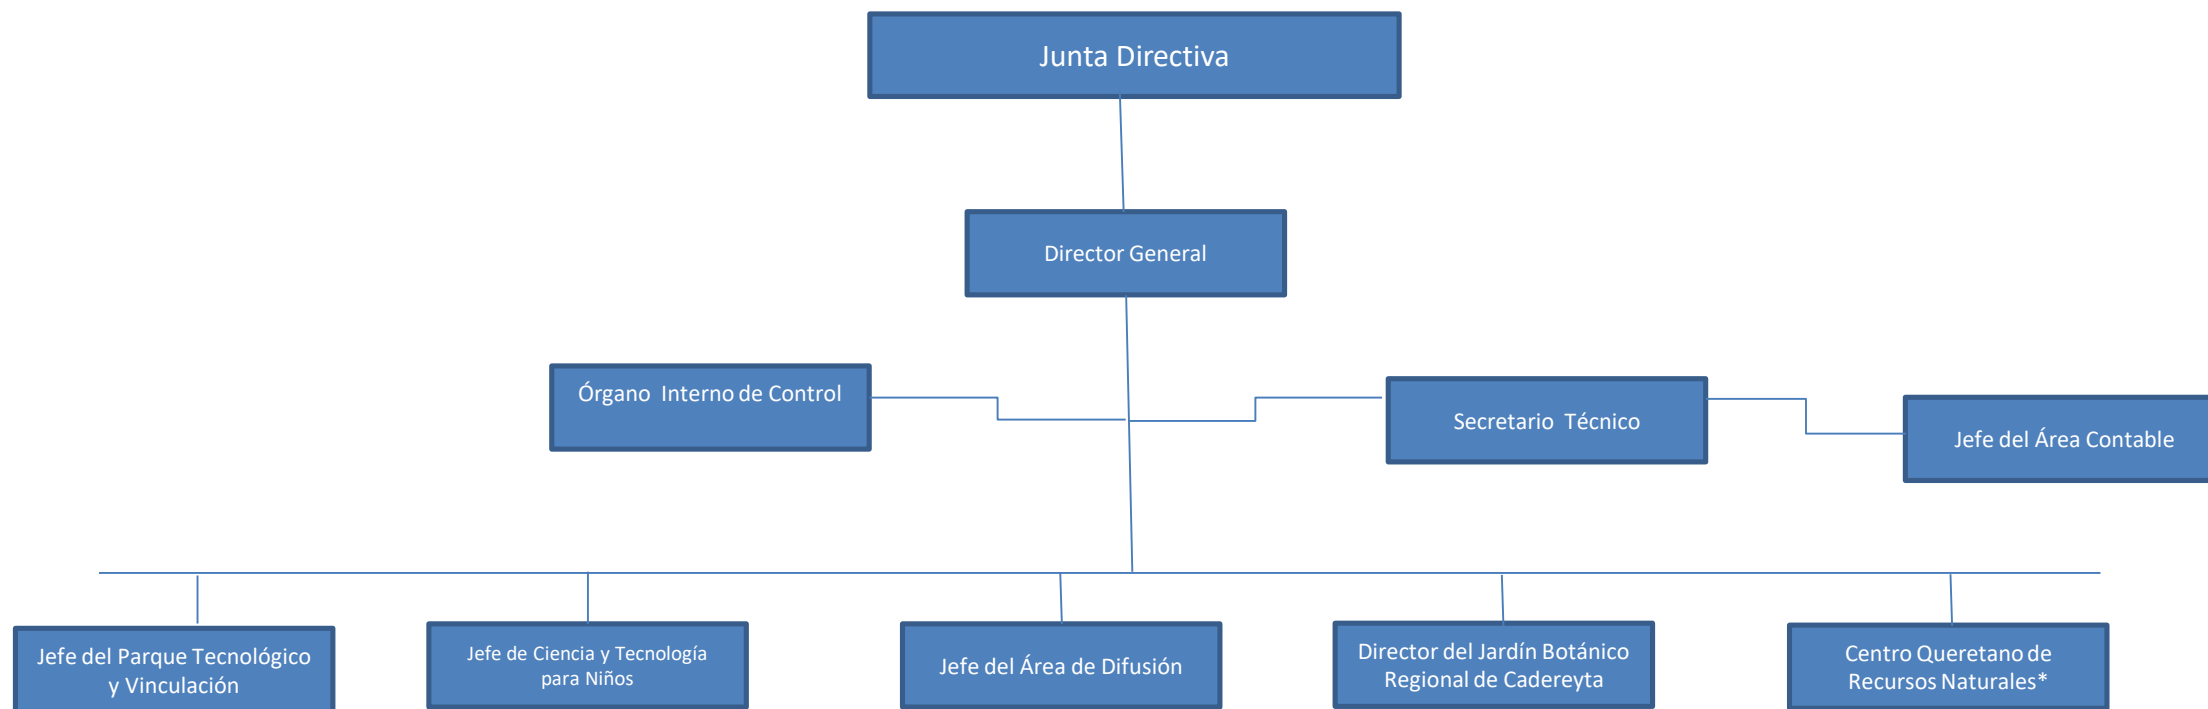 Junta Directiva
Director General
Órgano Interno de Control
Secretario Técnico
Jefe del Área Contable
Jefe del Parque Tecnológico
y Vinculación
Jefe de Ciencia y Tecnología
para Niños
Jefe del Área de Difusión
Director del Jardín Botánico
Regional de Cadereyta
Centro Queretano de
Recursos Naturales*